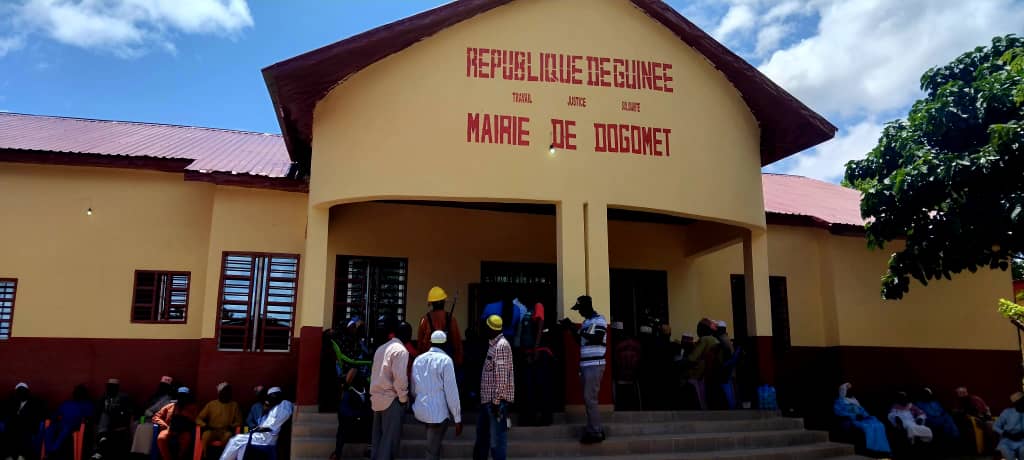 REPUBLIQUE DE GUINEE
TRAVAIL JUSTICE SOLIDARITE
MAIRIE DE DOGOMET